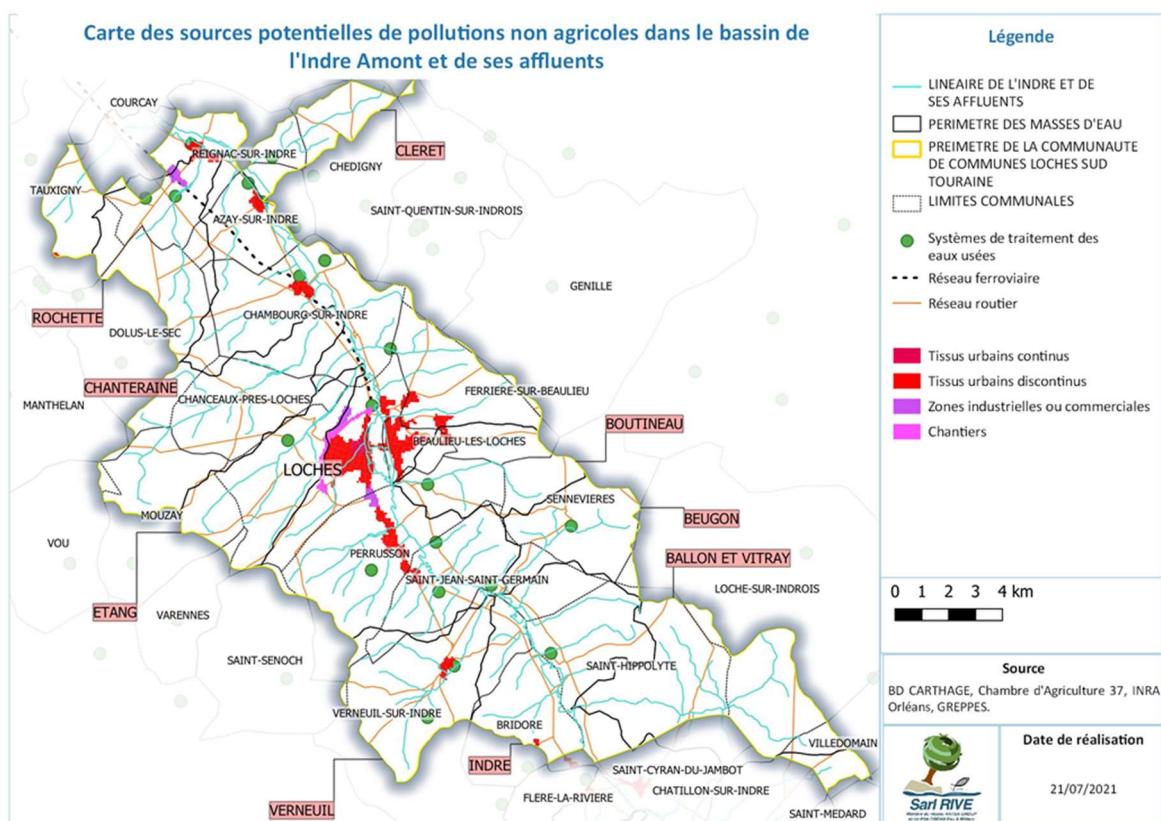 Carte des sources potentielles de pollutions non agricoles dans le bassin de
l'Indre Amont et de ses affluents
COURCAY
CLERET
REIGNAC-SUR-INDRE
CHEDIGNY
TAUXIGNY
SAINT-QUENTIN-SUR-INDROIS
AZAY-SUR-INDRE
GENILLE
ROCHETTE
CHAMBOURG-SUR-INDRE
DOLUS-LE-SEC
CHANTERAINE
MANTHELAN
CHANCEAUX-PRES-LOCHES
FERRIERE-SUR-BEAULIEU
BOUTINEAU
BEAULIEU-LES-LOCHES
LOCHES
SENNEVIERES
MOUZAY
BEUGON
VOU
PERRUSSON
BALLON ET VITRAY
SAINT-JEAN-SAINT-GERMAIN
LOCHE-SUR-INDROIS
ETANG
VARENNES
SAINT-SENOCH
SAINT-HIPPOLYTE
VERNEUIL-SUR-INDRE
BRIDORE
VILLEDOMAIN
INDRE
SAINT-CYRAN-DU-JAMBOT
CHATILLON-SUR-INDRE
FLERE-LA-RIVIERE
VERNEUIL
SAINT-MEDARD
Légende
LINEAIRE DE L'INDRE ET DE
SES AFFLUENTS
PERIMETRE DES MASSES D'EAU
PREIMETRE DE LA COMMUNAUTE
DE COMMUNES LOCHES SUD
TOURAINE
LIMITES COMMUNALES
Systèmes de traitement des
eaux usées
Réseau ferroviaire
Réseau routier
Tissus urbains continus
Tissus urbains discontinus
Zones industrielles ou commerciales
Chantiers
0 1 2 3 4 km
Source
BD CARTHAGE, Chambre d'Agriculture 37, INRA
Orléans, GREPPES.
Date de réalisation
21/07/2021
Sarl RIVE